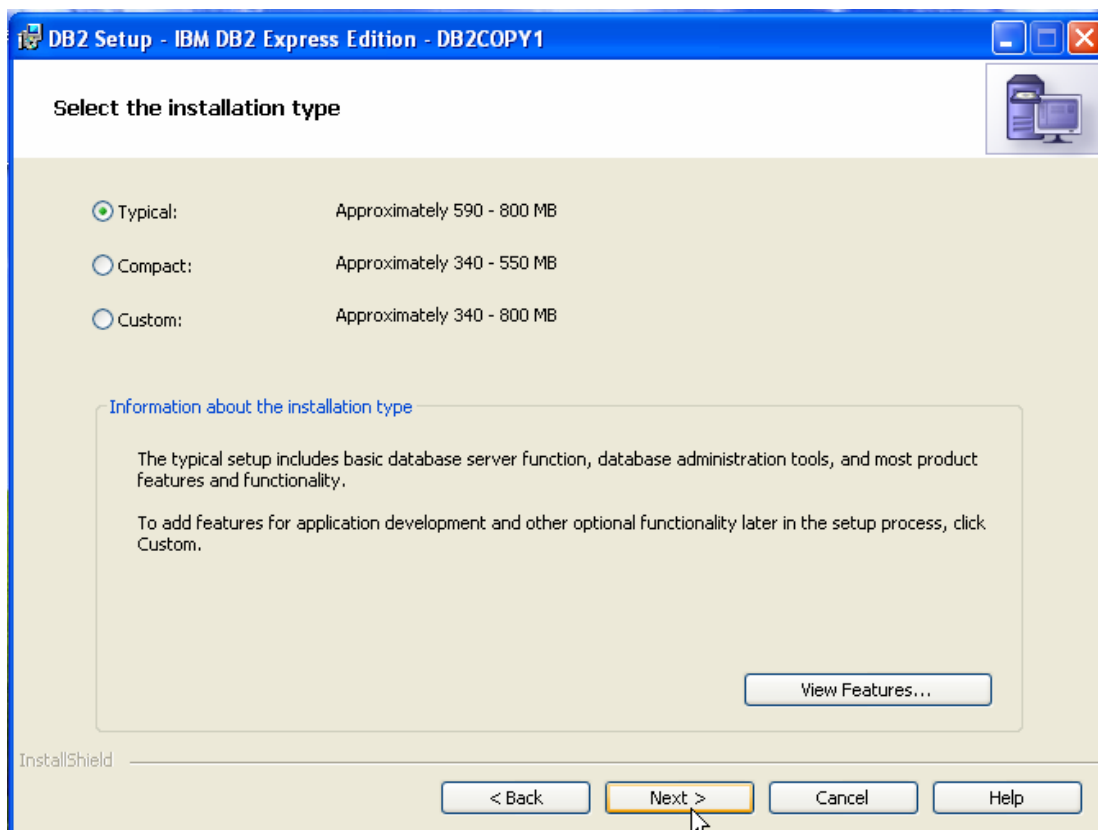 DB2 Setup - IBM DB2 Express Edition - DB2COPY1
Select the installation type
Typical: Approximately 590 - 800 MB
Compact: Approximately 340 - 550 MB
Custom: Approximately 340 - 800 MB
Information about the installation type
The typical setup includes basic database server function, database administration tools, and most product
features and functionality.
To add features for application development and other optional functionality later in the setup process, click
Custom.
View Features...
InstallShield
< Back Next > Cancel Help